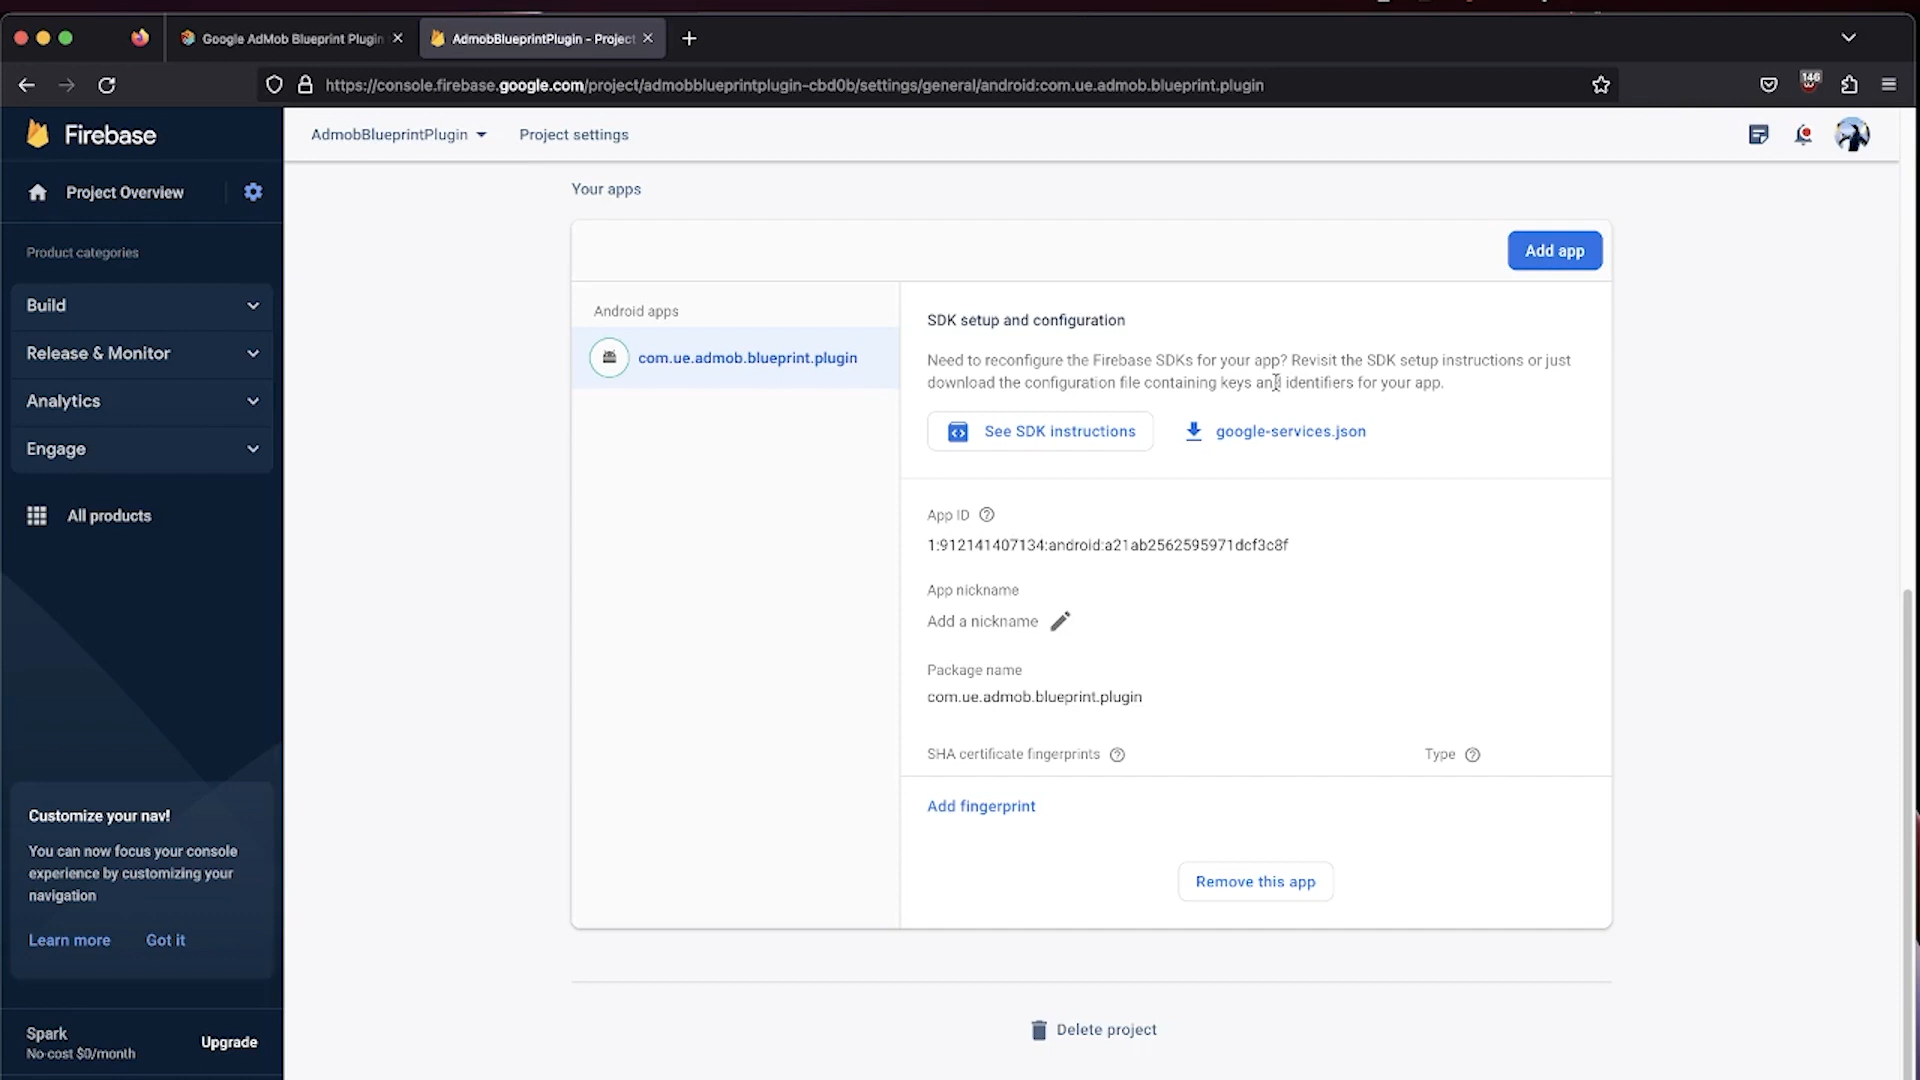 Google AdMob Blueprint Plugin
AdmobBlueprintPlugin - Project
https://console.firebase.google.com/project/admobblueprintplugin-cbd0b/settings/general/android:com.ue.admob.blueprint.plugin
146
Firebase
AdmobBlueprintPlugin
Project settings
Project Overview
Product categories
Build
Release & Monitor
Analytics
Engage
All products
Customize your nav!
You can now focus your console
experience by customizing your
navigation
Learn more
Got it
Spark
No-cost $0/month
Upgrade
Your apps
Add app
Android apps
com.ue.admob.blueprint.plugin
SDK setup and configuration
Need to reconfigure the Firebase SDKs for your app? Revisit the SDK setup instructions or just
download the configuration file containing keys and identifiers for your app.
See SDK instructions
google-services.json
App ID
1:912141407134:android:a21ab2562595971dcf3c8f
App nickname
Add a nickname
Package name
com.ue.admob.blueprint.plugin
SHA certificate fingerprints
Type
Add fingerprint
Remove this app
Delete project